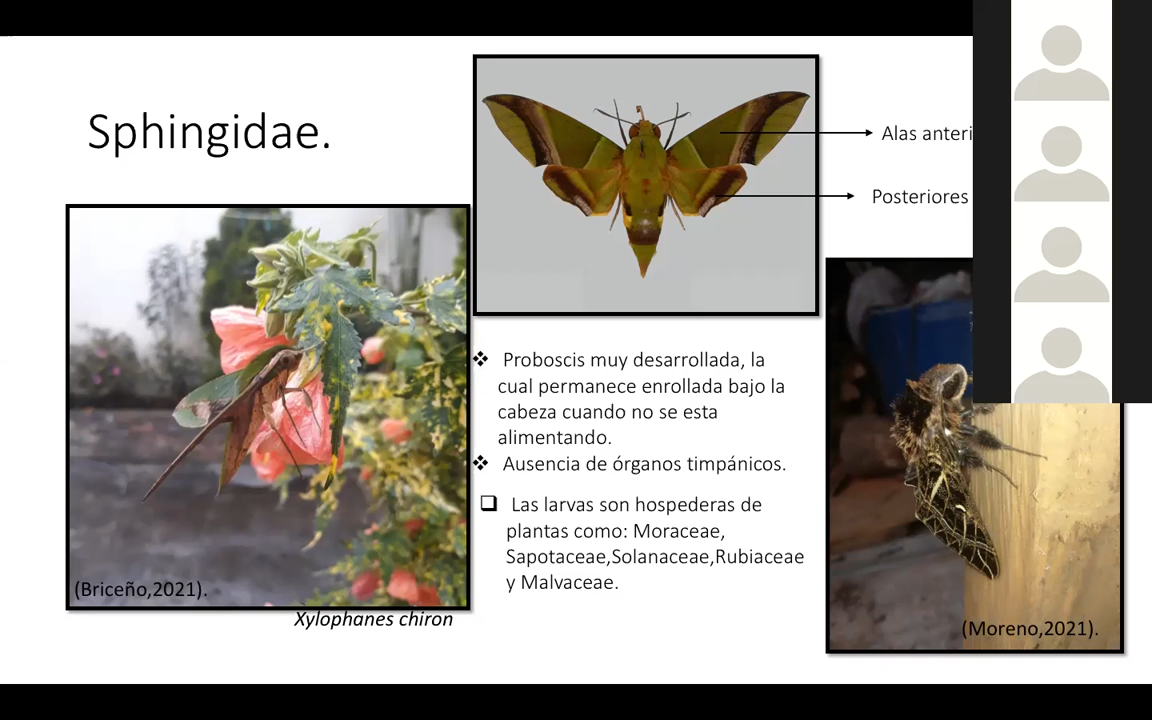 Sphingidae.
Alas anteri
Posteriores
❖ Proboscis muy desarrollada, la
cual permanece enrollada bajo la
cabeza cuando no se esta
alimentando.
❖ Ausencia de órganos timpánicos.
❑ Las larvas son hospederas de
plantas como: Moraceae,
Sapotaceae,Solanaceae,Rubiaceae
y Malvaceae.
(Briceño,2021).
Xylophanes chiron
(Moreno,2021).